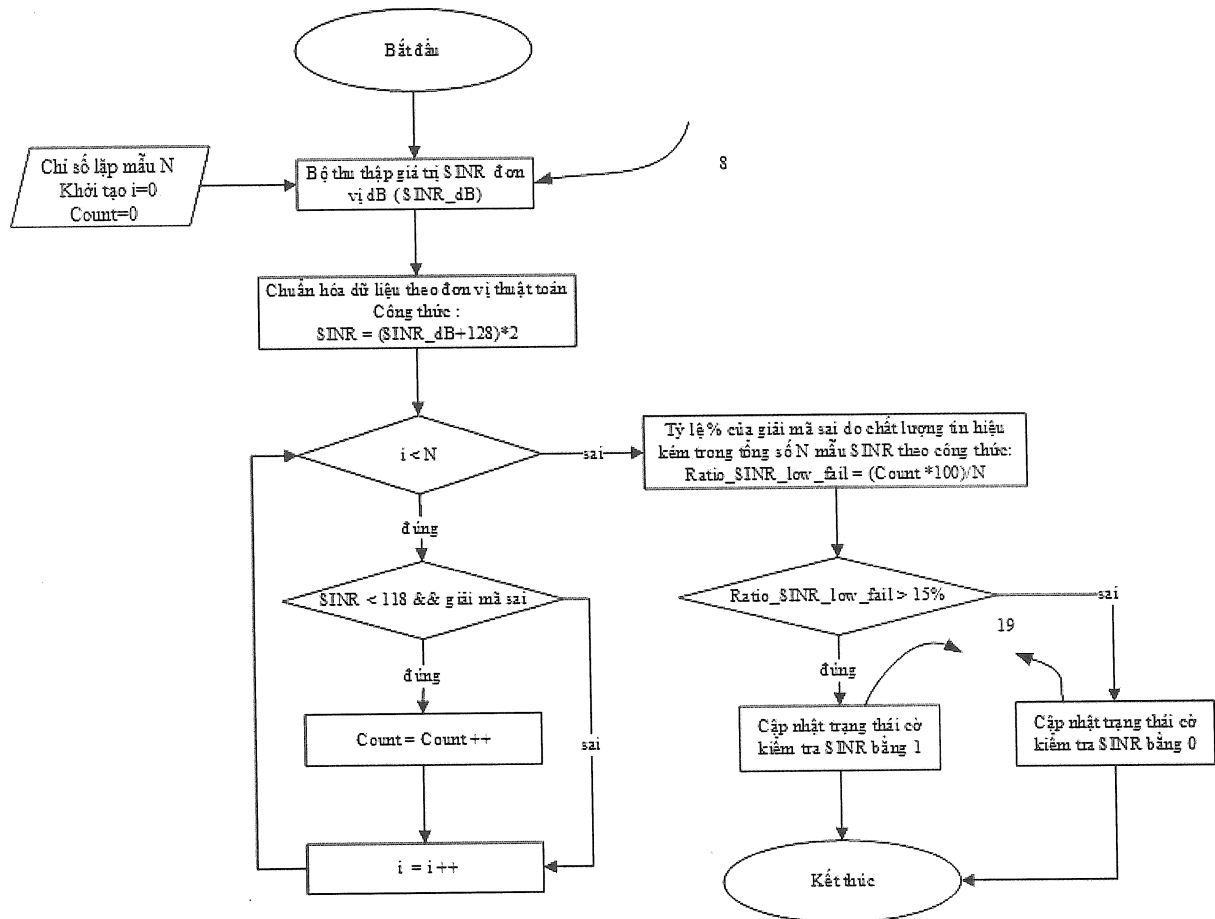 Bắt đầu
8
Chỉ số lặp mẫu N
Khởi tạo i=0
Count=0
Bộ thu thập giá trị SINR đơn
vị dB (SINR_dB)
Chuẩn hóa dữ liệu theo đơn vị thuật toán
Công thức :
SINR = (SINR_dB+128)*2
i < N
sai
Tỷ lệ % của giải mã sai do chất lượng tín hiệu
kém trong tổng số N mẫu SINR theo công thức:
Ratio_SINR_low_fail = (Count *100)/N
đúng
SINR < 118 && giải mã sai
Ratio_SINR_low_fail > 15%
sai
19
đúng
đúng
Count = Count ++
sai
Cập nhật trạng thái cờ
kiểm tra SINR bằng 1
Cập nhật trạng thái cờ
kiểm tra SINR bằng 0
i = i ++
Kết thúc